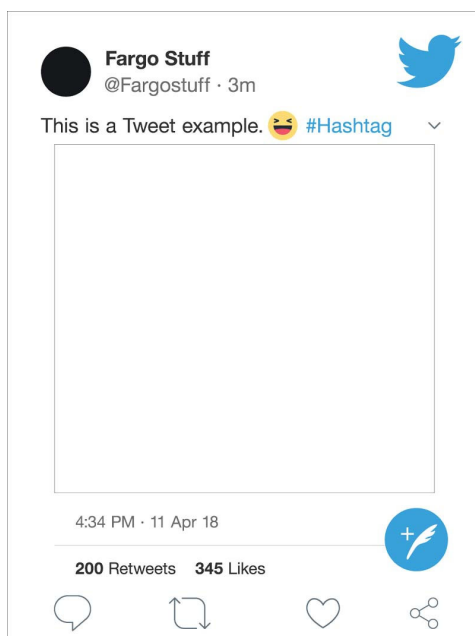 Fargo Stuff
@Fargostuff · 3m
This is a Tweet example. 😆 #Hashtag
4:34 PM · 11 Apr 18
200 Retweets 345 Likes